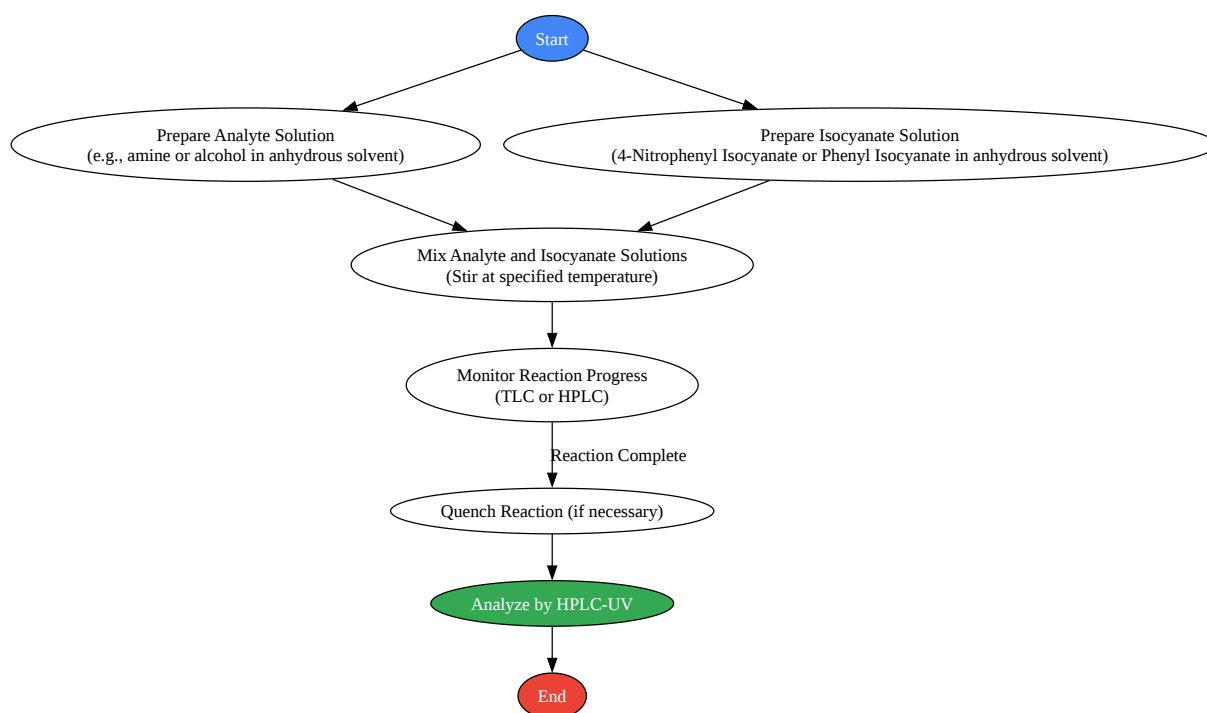 Start
Prepare Analyte Solution
(e.g., amine or alcohol in anhydrous solvent)
Prepare Isocyanate Solution
(4-Nitrophenyl Isocyanate or Phenyl Isocyanate in anhydrous solvent)
Mix Analyte and Isocyanate Solutions
(Stir at specified temperature)
Monitor Reaction Progress
(TLC or HPLC)
Reaction Complete
Quench Reaction (if necessary)
Analyze by HPLC-UV
End